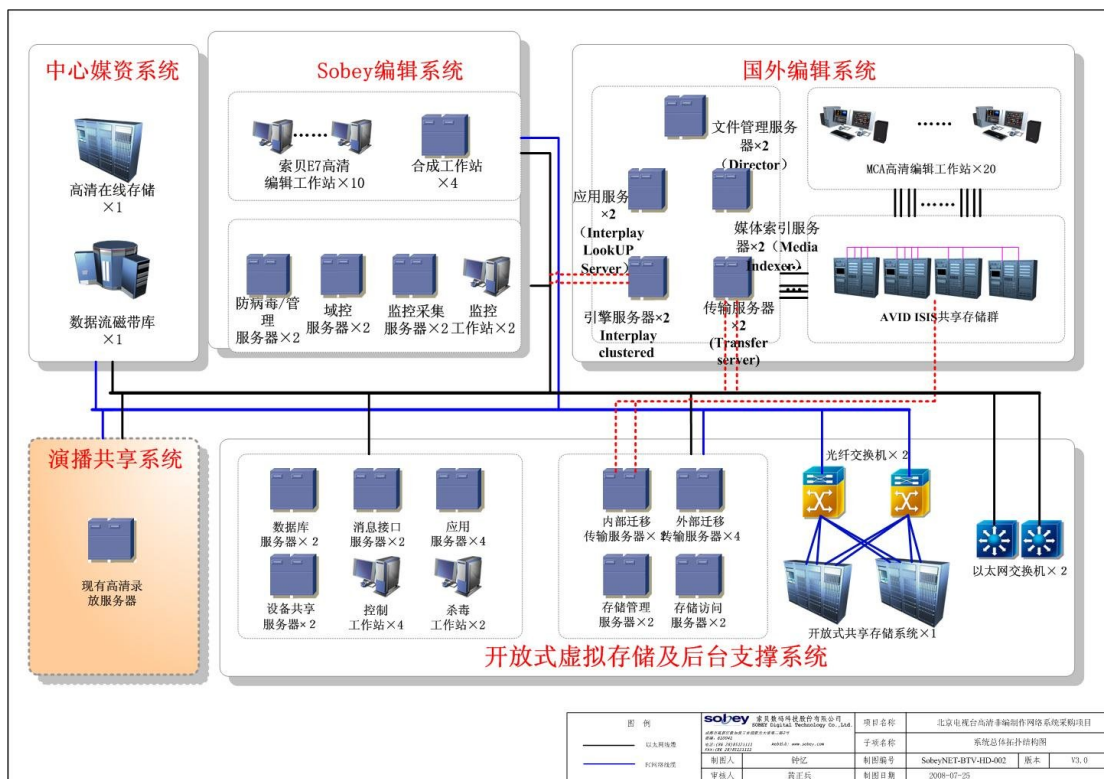 中心媒资系统
高清在线存储
×1
数据流磁带库
×1
Sobey编辑系统
索贝E7高清
编辑工作站×10
合成工作站
×4
防病毒/管
理
服务器×2
域控
服务器×2
监控采集
服务器×2
监控
工作站×2
国外编辑系统
文件管理服务
器×2
（Director）
应用服务器
×2
（Interplay
LookUP
Server）
媒体索引服务
器×2（Media
Indexer）
引擎服务器×2
Interplay
clustered
传输服务器
×2
(Transfer
server)
MCA高清编辑工作站×20
AVID ISIS共享存储群
演播共享系统
现有高清录
放服务器
数据库
服务器×2
消息接口
服务器×2
应用
服务器×4
设备共享
服务器×2
控制
工作站×4
杀毒
工作站×2
内部迁移
传输服务器×2
外部迁移
传输服务器×4
存储管理
服务器×2
存储访问
服务器×2
光纤交换机×2
开放式共享存储系统×1
以太网交换机×2
开放式虚拟存储及后台支撑系统
图 例
以太网线缆
FC网络线缆
sobey 索贝数码科技股份有限公司
SOBEY Digital Technology Co.,Ltd.
项目名称
北京电视台高清非编制作网络系统采购项目
子项名称
系统总体拓扑结构图
制图人
钟忆
制图编号
SobeyNET-BTV-HD-002
版本
V3.0
审核人
黄正兵
制图日期
2008-07-25